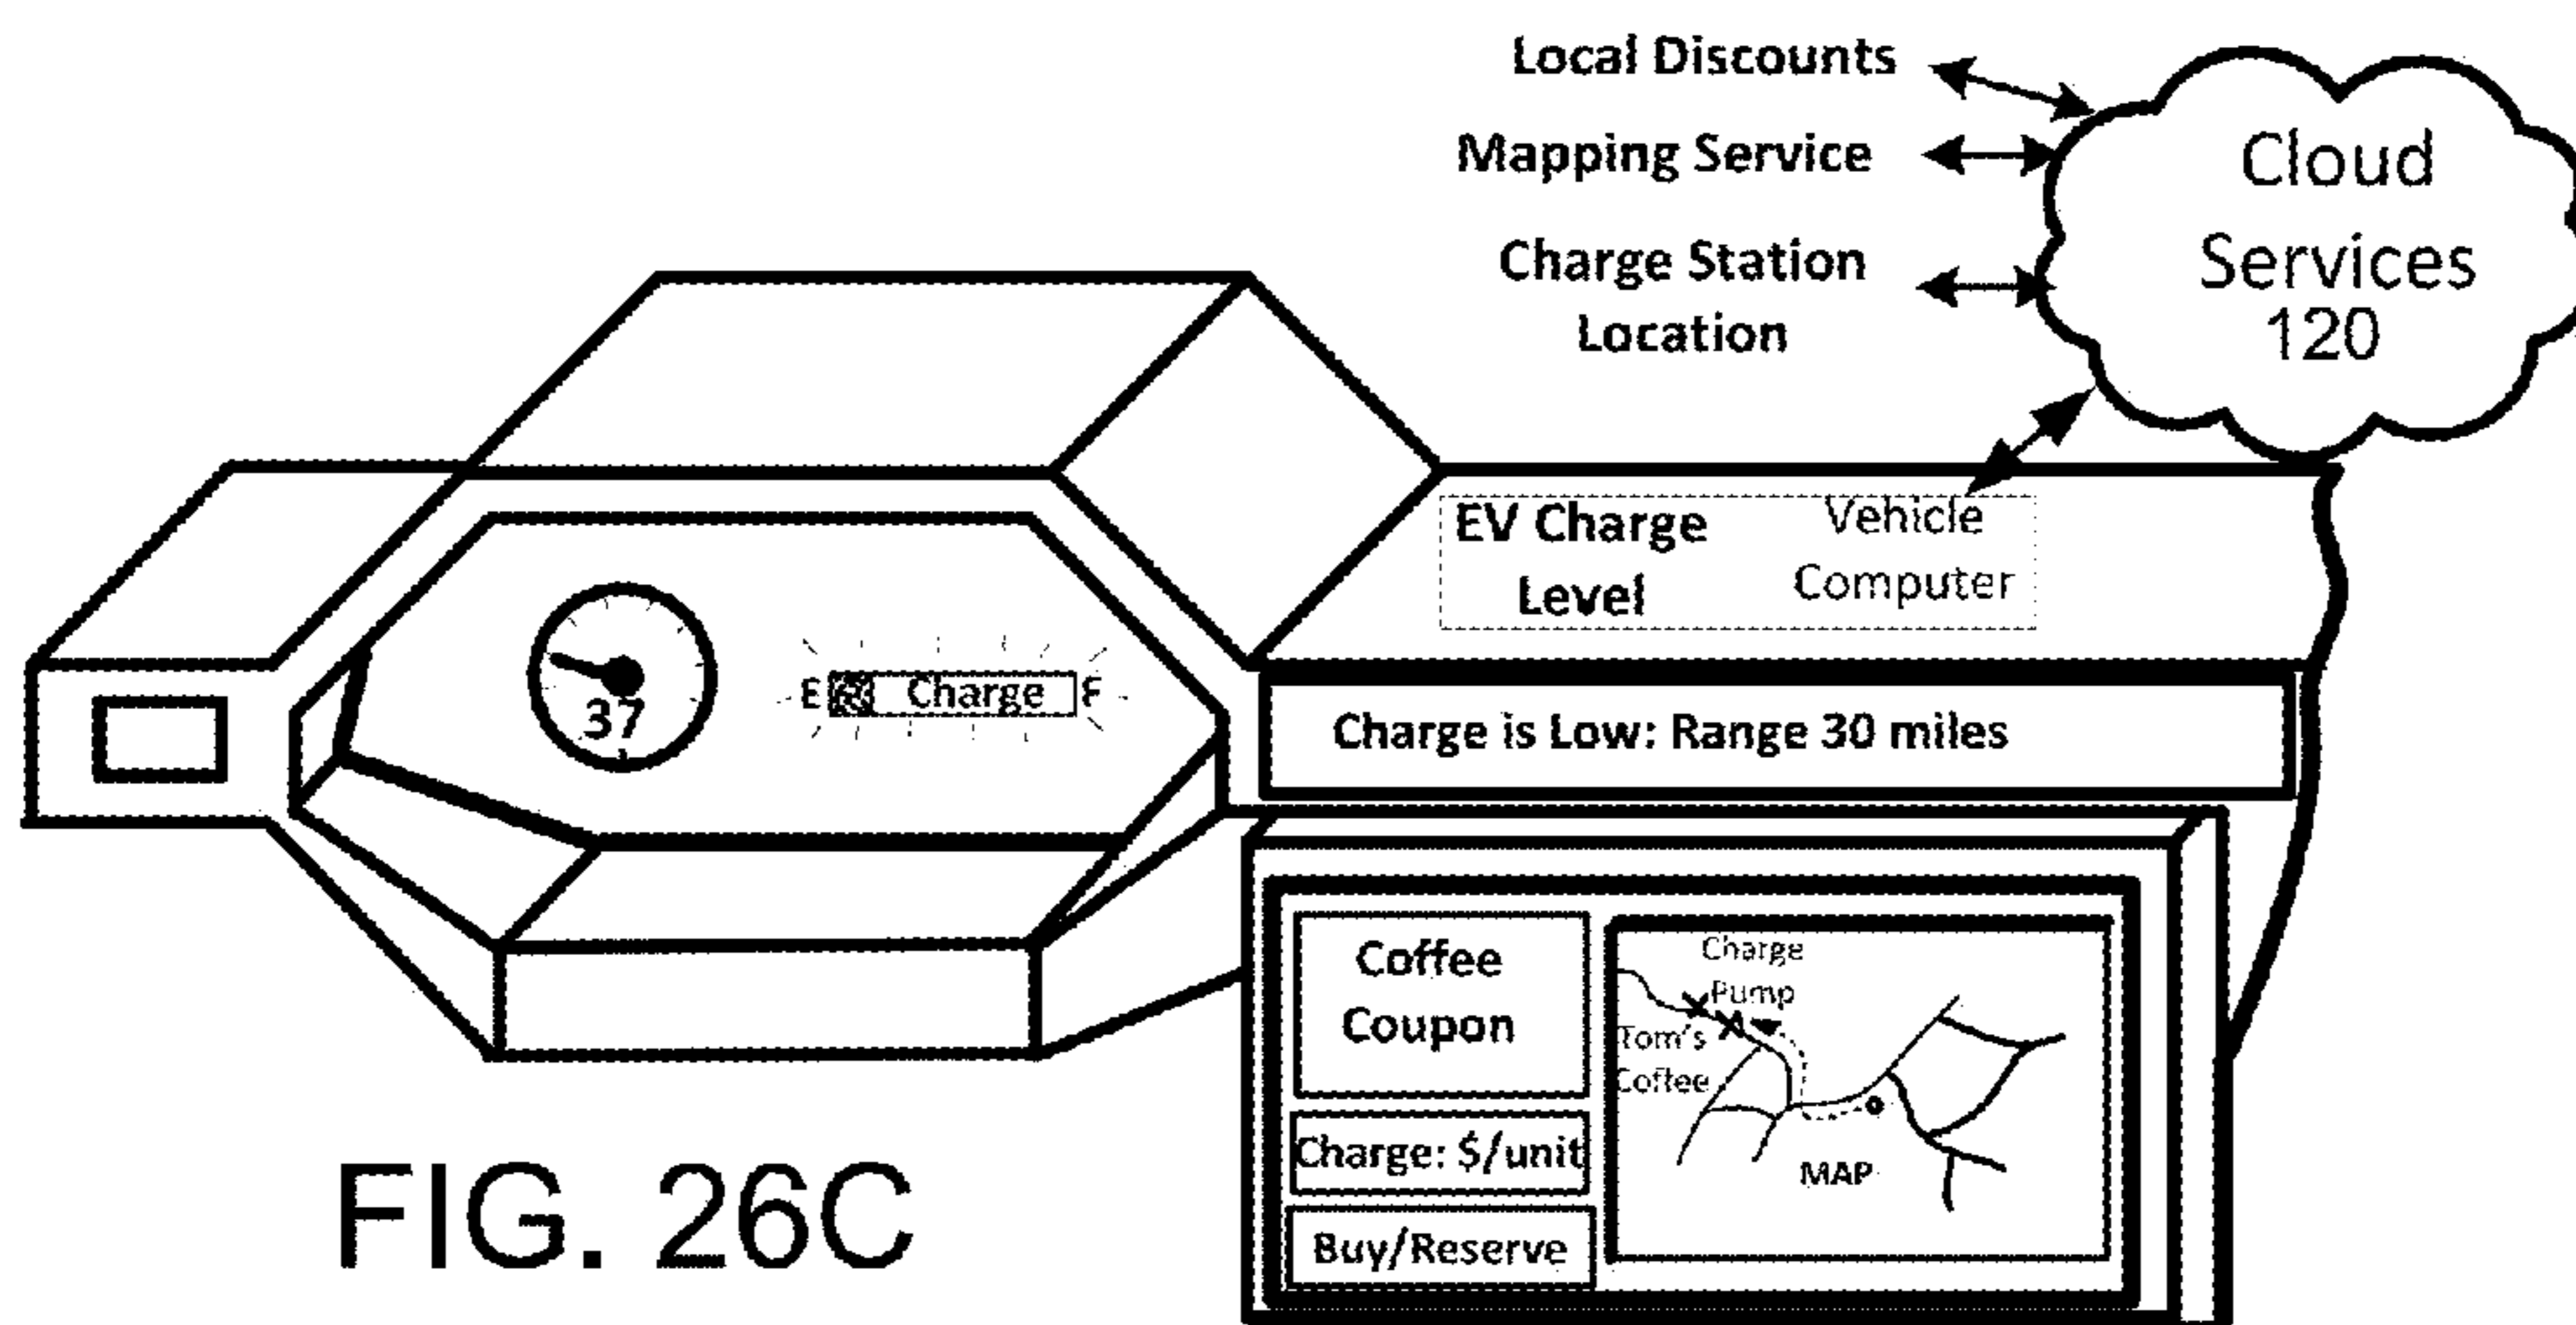 Local Discounts
Mapping Service
Charge Station
Location
Cloud
Services
120
EV Charge
Level
Vehicle
Computer
37
E Charge F
Charge is Low: Range 30 miles
Coffee
Coupon
Charge: $/unit
Buy/Reserve
Charge
Pump
Tom's
Coffee
MAP
FIG. 26C